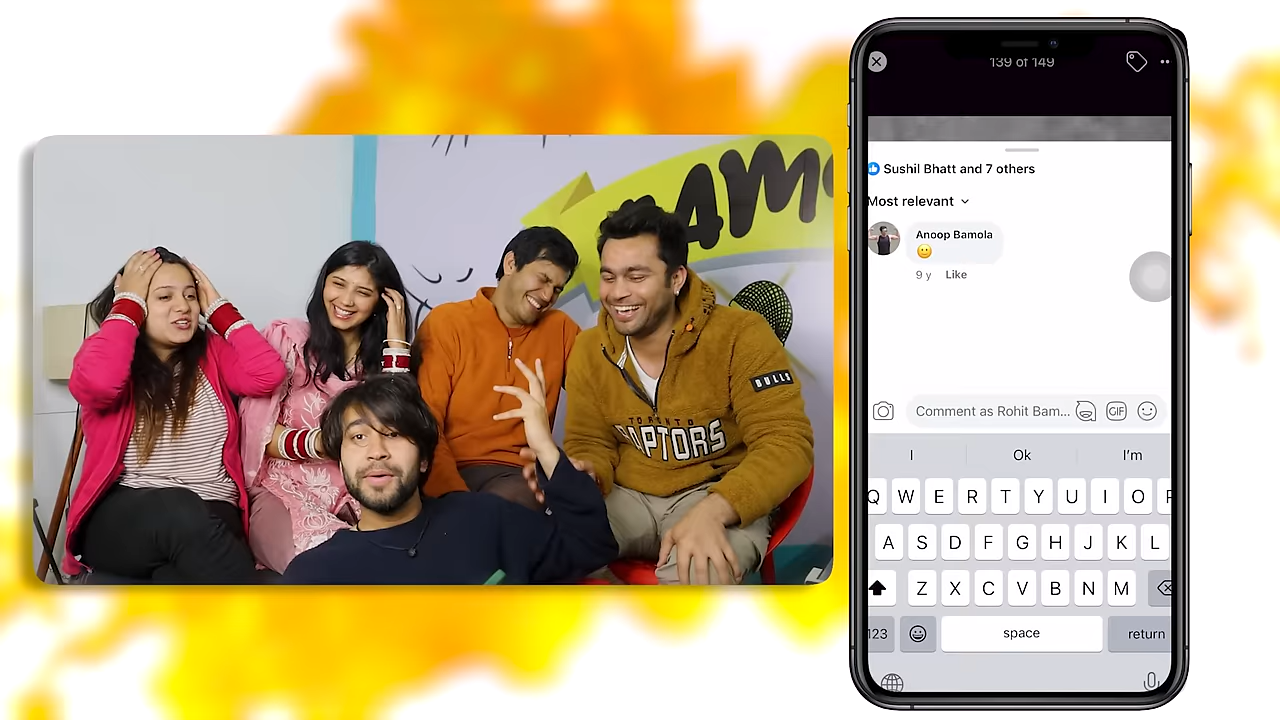 BULLS
TORONTO
RAPTORS
139 of 149
Sushil Bhatt and 7 others
Most relevant
Anoop Bamola
9 y Like
Comment as Rohit Bam...
GIF
I Ok I'm
Q W E R T Y U I O P
A S D F G H J K L
Z X C V B N M
123 space return